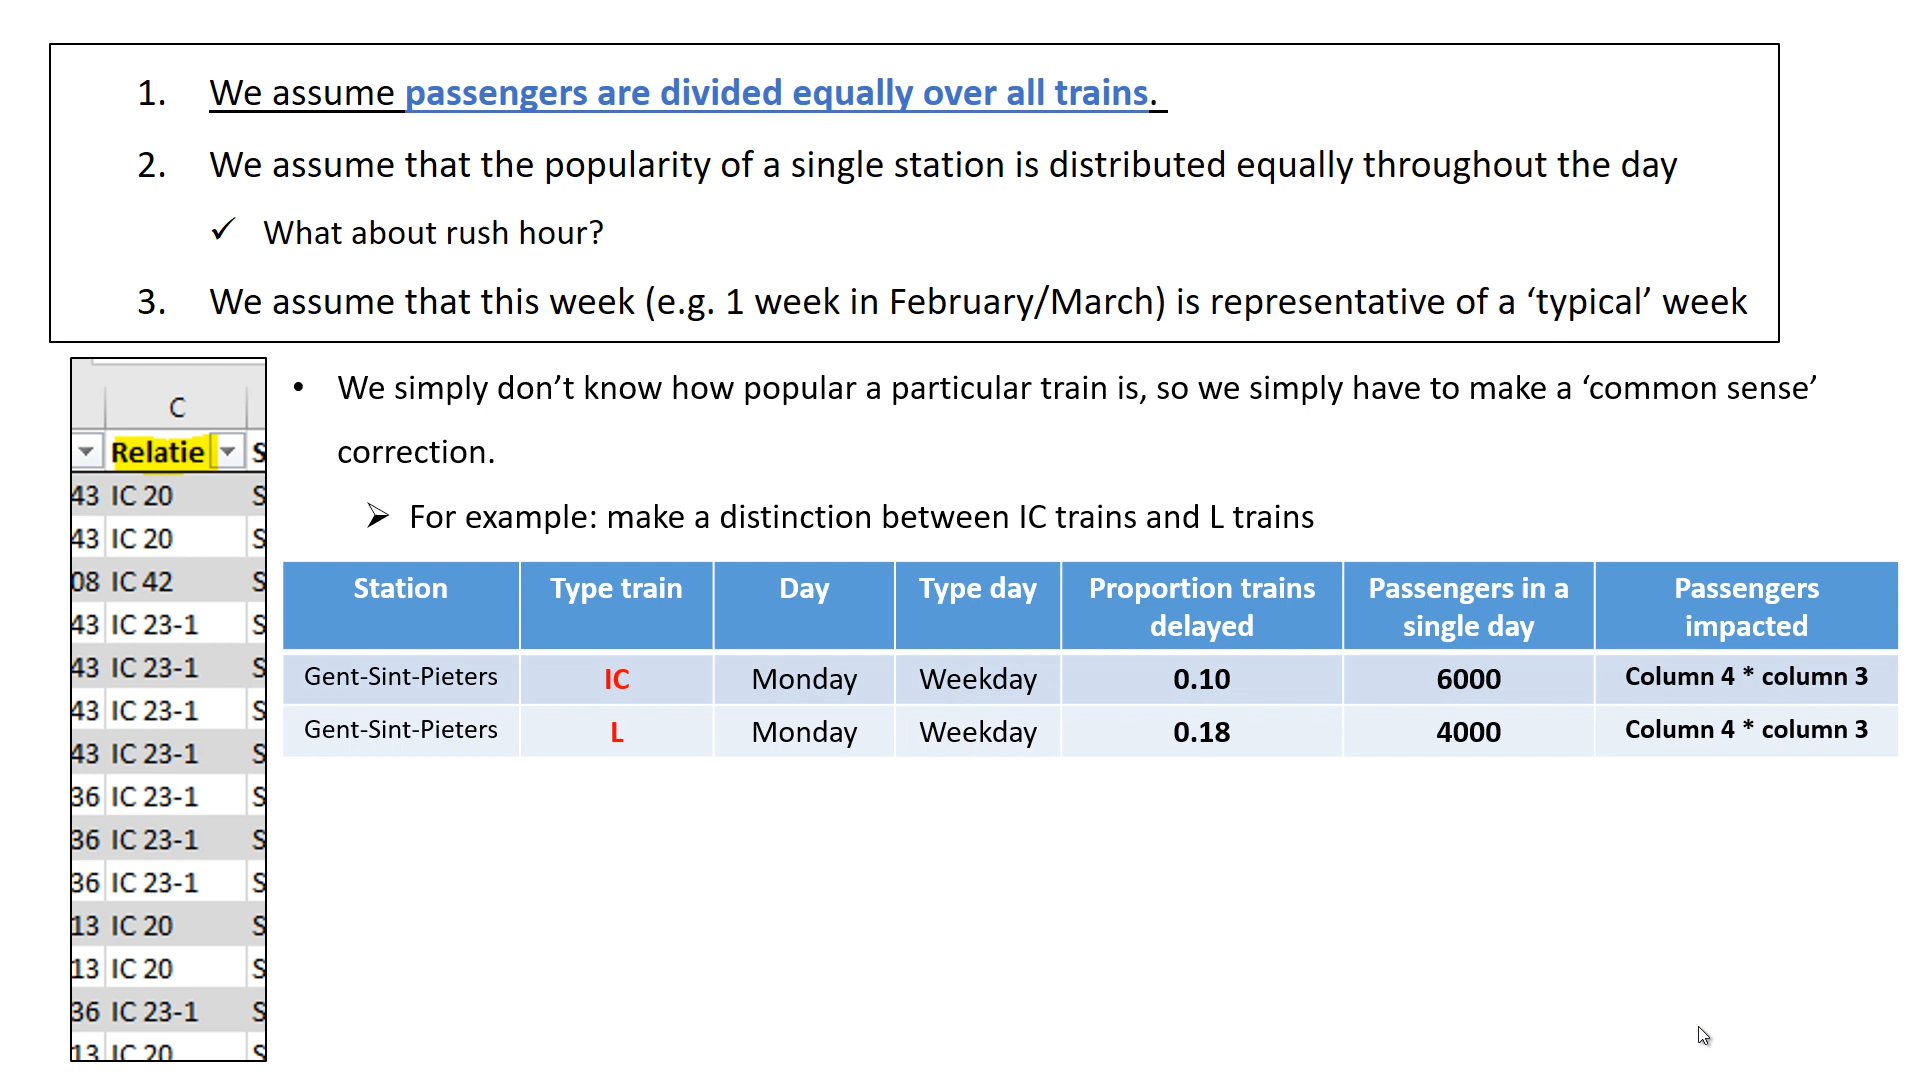 1. We assume passengers are divided equally over all trains.
2. We assume that the popularity of a single station is distributed equally throughout the day
✓ What about rush hour?
3. We assume that this week (e.g. 1 week in February/March) is representative of a ‘typical’ week
• We simply don’t know how popular a particular train is, so we simply have to make a ‘common sense’
correction.
➢ For example: make a distinction between IC trains and L trains
C
Relatie S
43 IC 20 S
43 IC 20 S
08 IC 42 S
43 IC 23-1 S
43 IC 23-1 S
43 IC 23-1 S
43 IC 23-1 S
36 IC 23-1 S
36 IC 23-1 S
36 IC 23-1 S
13 IC 20 S
13 IC 20 S
36 IC 23-1 S
13 IC 20 S
Station Type train Day Type day Proportion trains delayed Passengers in a single day Passengers impacted
Gent-Sint-Pieters IC Monday Weekday 0.10 6000 Column 4 * column 3
Gent-Sint-Pieters L Monday Weekday 0.18 4000 Column 4 * column 3